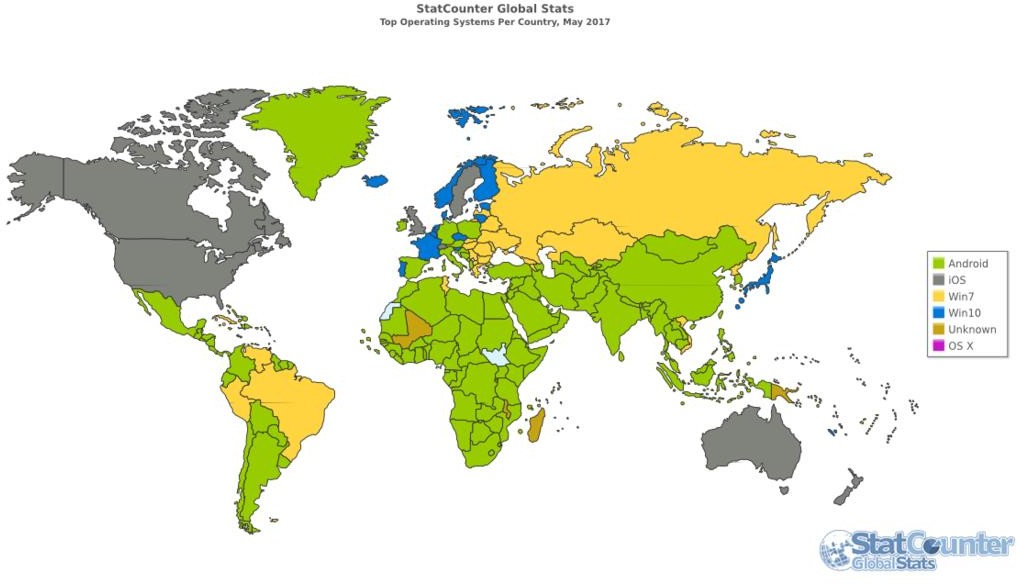 StatCounter Global Stats
Top Operating Systems Per Country, May 2017
Android
iOS
Win7
Win10
Unknown
OS X
StatCounter
GlobalStats